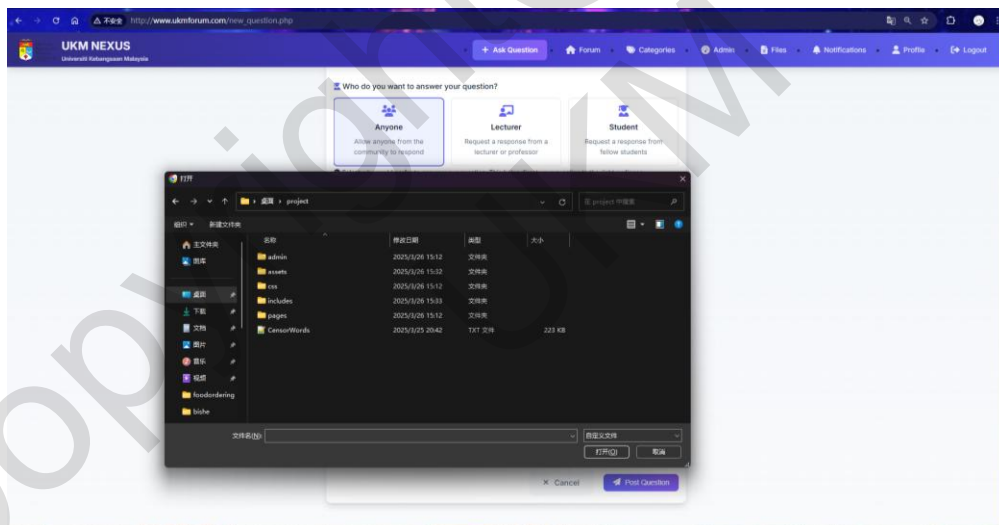 不安全 http://www.ukmforum.com/new_question.php
UKM NEXUS
Universiti Kebangsaan Malaysia
+ Ask Question
Forum
Categories
Admin
Files
Notifications
Profile
Logout
Who do you want to answer your question?
Anyone
Allow anyone from the
community to respond
Lecturer
Request a response from a
lecturer or professor
Student
Request a response from
fellow students
打开
桌面 › project
在 project 中搜索
组织 新建文件夹
名称 修改日期 类型 大小
主文件夹
图库
桌面
下载
文档
图片
音乐
视频
foodordering
bishe
admin 2025/3/26 15:12 文件夹
assets 2025/3/26 15:32 文件夹
css 2025/3/26 15:12 文件夹
includes 2025/3/26 15:33 文件夹
pages 2025/3/26 15:12 文件夹
CensorWords 2025/3/25 20:42 TXT 文件 223 KB
文件名(N):
自定义文件
打开(O) 取消
× Cancel
Post Question